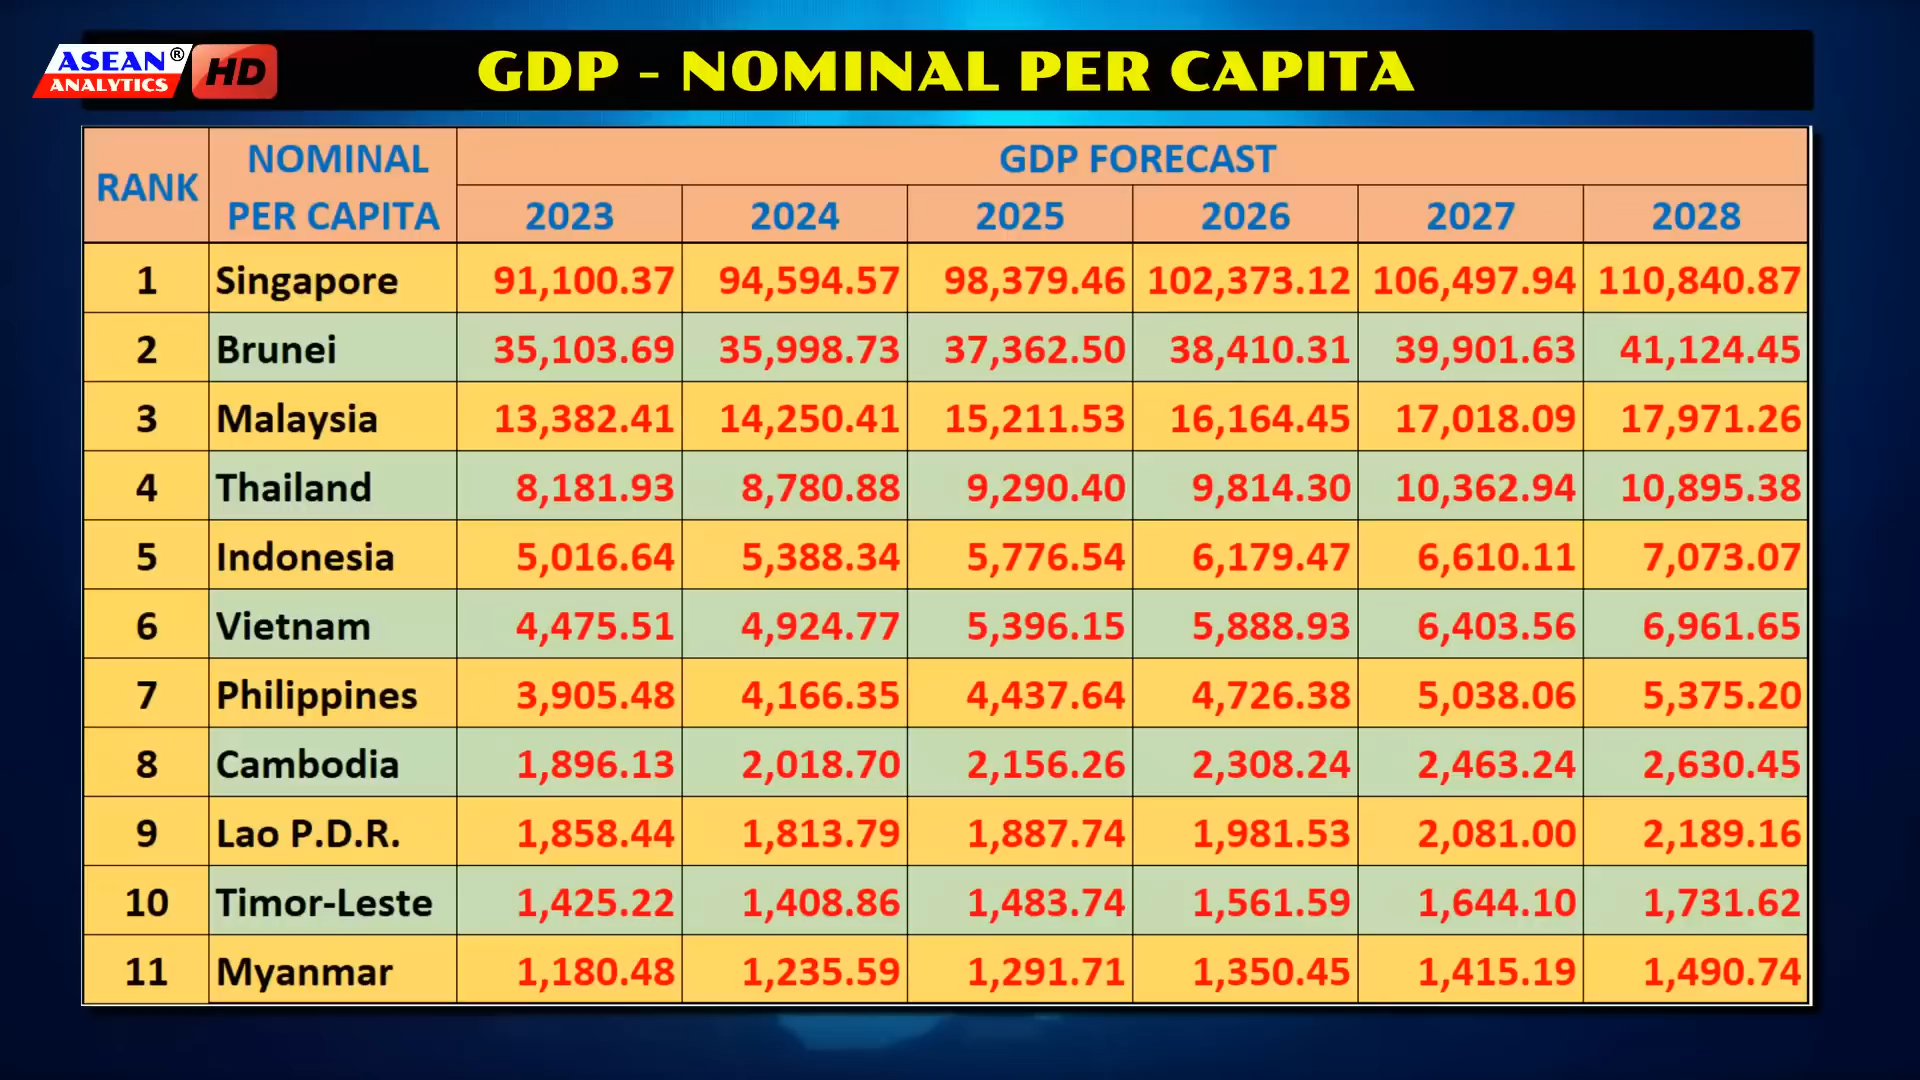 ASEAN®
ANALYTICS
HD
GDP - NOMINAL PER CAPITA
RANK NOMINAL PER CAPITA GDP FORECAST
2023 2024 2025 2026 2027 2028
1 Singapore 91,100.37 94,594.57 98,379.46 102,373.12 106,497.94 110,840.87
2 Brunei 35,103.69 35,998.73 37,362.50 38,410.31 39,901.63 41,124.45
3 Malaysia 13,382.41 14,250.41 15,211.53 16,164.45 17,018.09 17,971.26
4 Thailand 8,181.93 8,780.88 9,290.40 9,814.30 10,362.94 10,895.38
5 Indonesia 5,016.64 5,388.34 5,776.54 6,179.47 6,610.11 7,073.07
6 Vietnam 4,475.51 4,924.77 5,396.15 5,888.93 6,403.56 6,961.65
7 Philippines 3,905.48 4,166.35 4,437.64 4,726.38 5,038.06 5,375.20
8 Cambodia 1,896.13 2,018.70 2,156.26 2,308.24 2,463.24 2,630.45
9 Lao P.D.R. 1,858.44 1,813.79 1,887.74 1,981.53 2,081.00 2,189.16
10 Timor-Leste 1,425.22 1,408.86 1,483.74 1,561.59 1,644.10 1,731.62
11 Myanmar 1,180.48 1,235.59 1,291.71 1,350.45 1,415.19 1,490.74